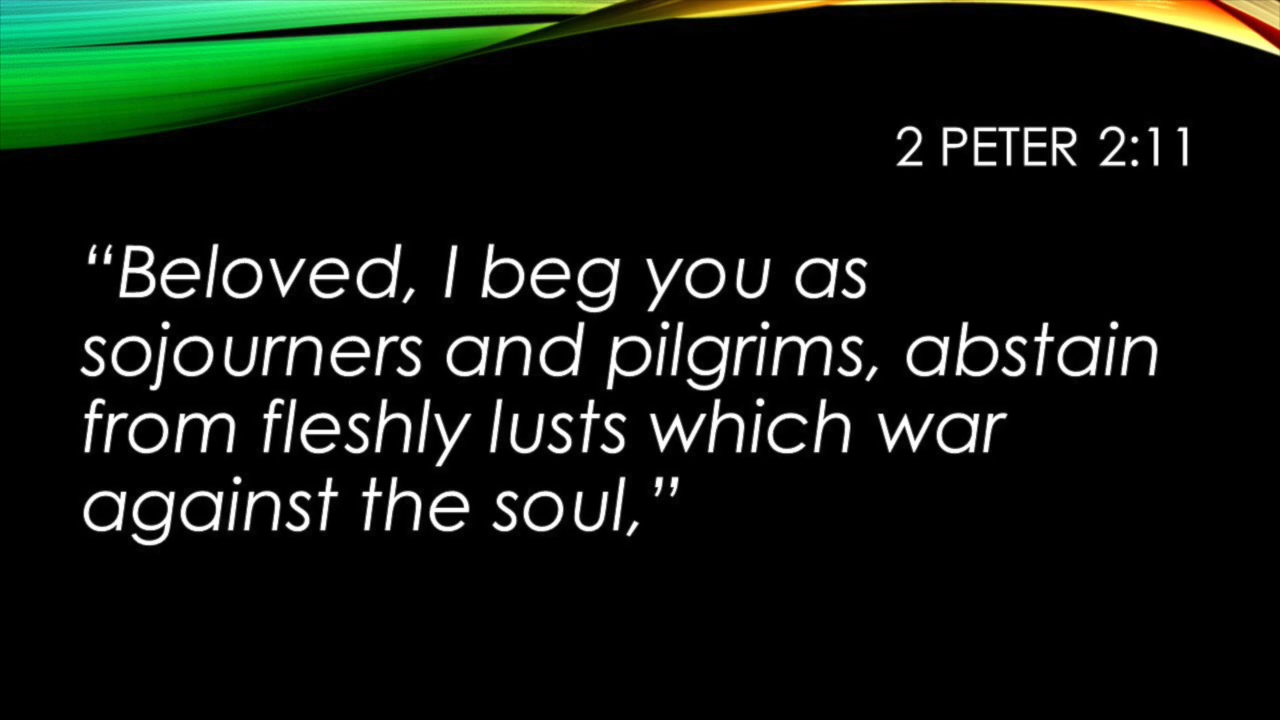 2 PETER 2:11
“Beloved, I beg you as
sojourners and pilgrims, abstain
from fleshly lusts which war
against the soul,”